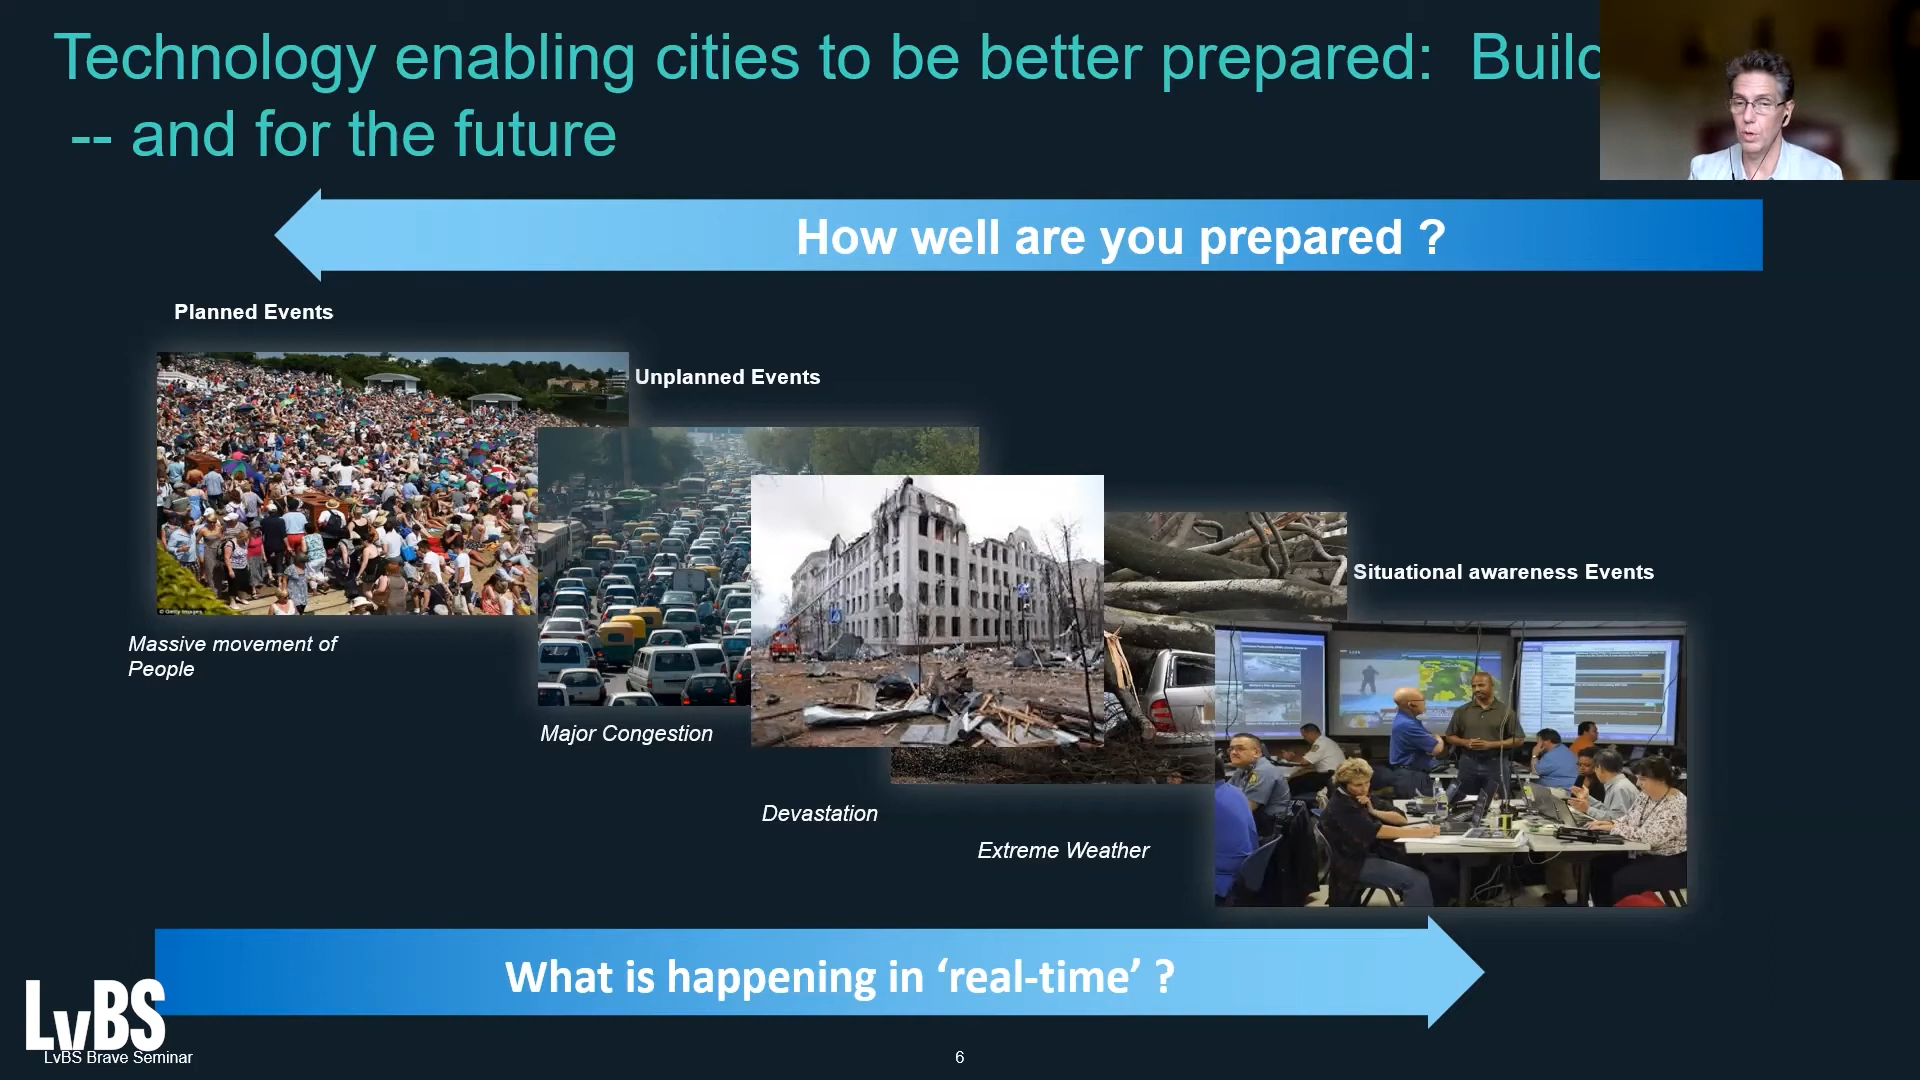 Technology enabling cities to be better prepared: Build
-- and for the future
How well are you prepared ?
Planned Events
Unplanned Events
Situational awareness Events
Massive movement of
People
Major Congestion
Devastation
Extreme Weather
What is happening in ‘real-time’ ?
LvBS
LvBS Brave Seminar
6
© Getty Images